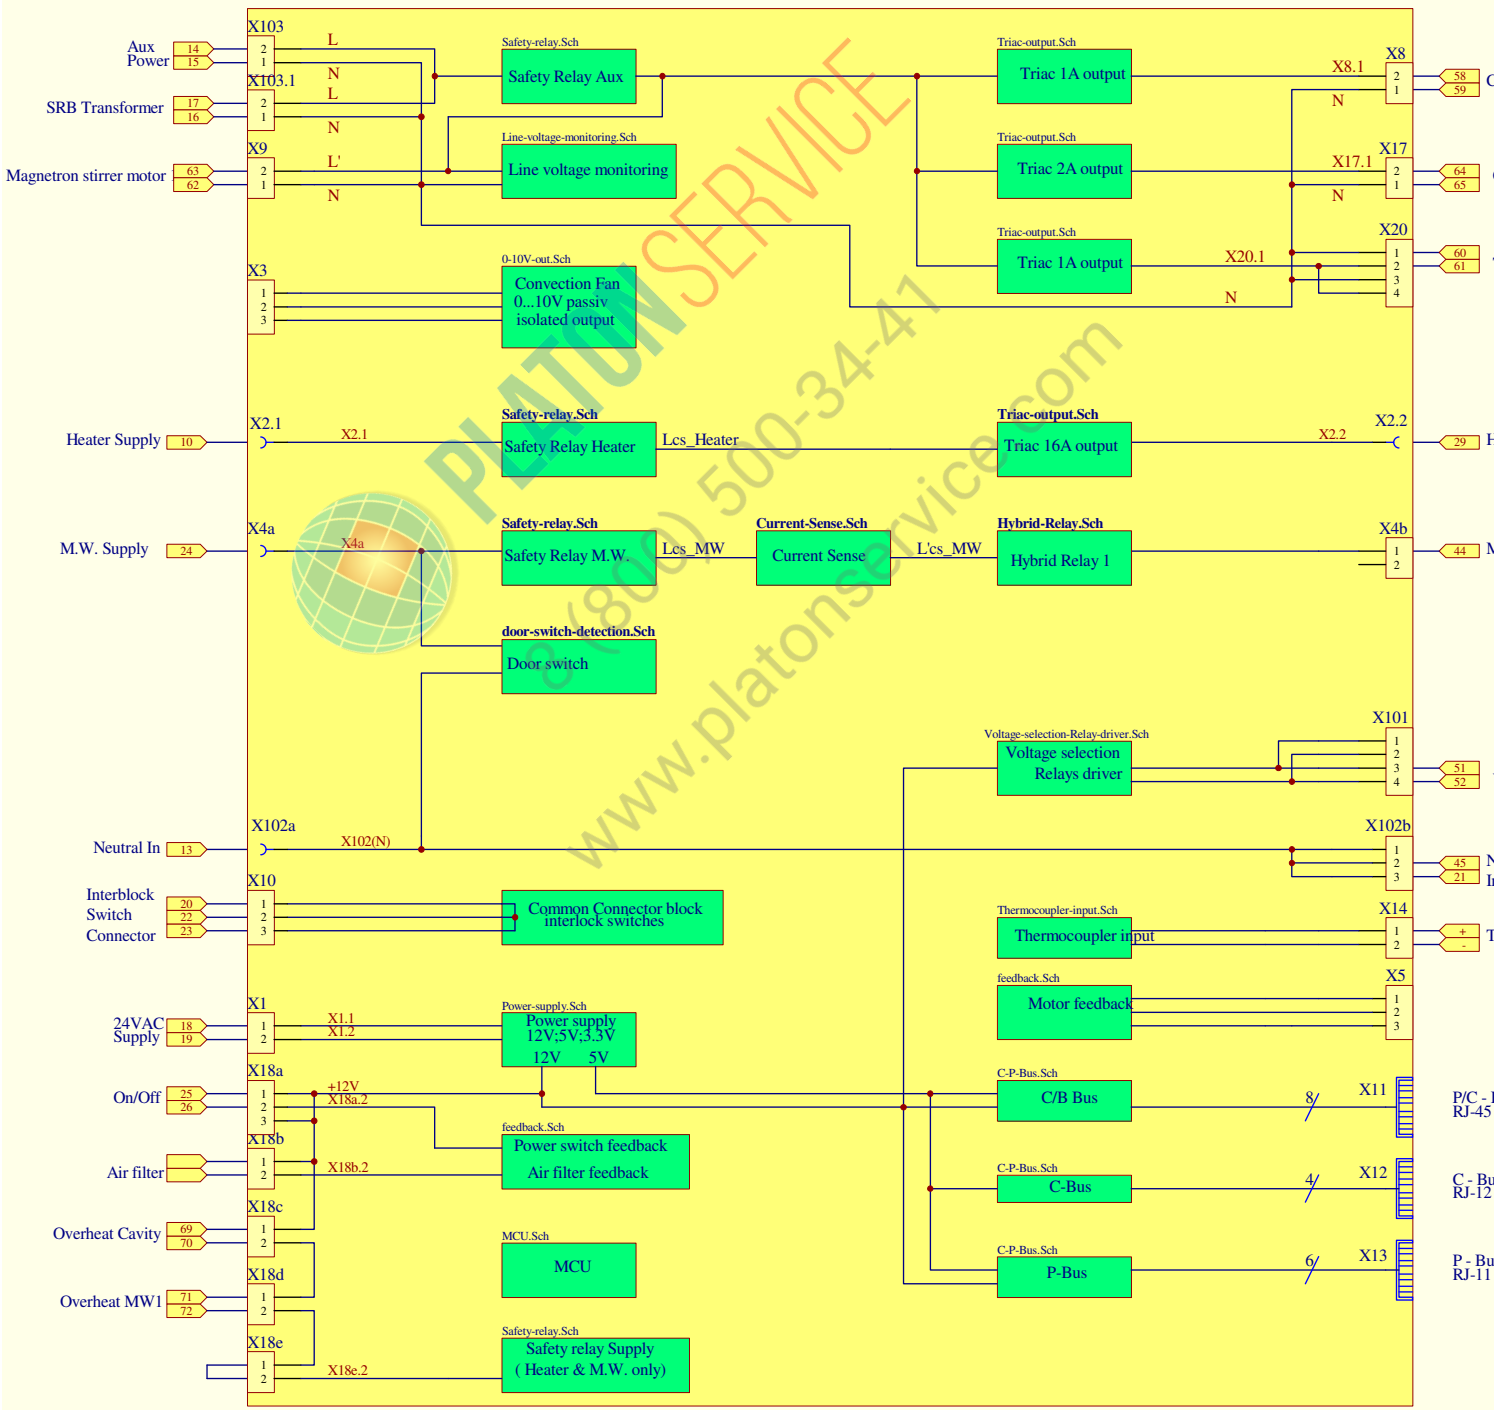 X103
Aux
Power
14
15
2
1
L
N
X103.1
SRB Transformer
17
16
2
1
L
N
X9
Magnetron stirrer motor
63
62
2
1
L'
N
Safety-relay.Sch
Safety Relay Aux
Line-voltage-monitoring.Sch
Line voltage monitoring
Triac-output.Sch
Triac 1A output
X8.1
N
X8
2
1
58
59
Triac-output.Sch
Triac 2A output
X17.1
N
X17
2
1
64
65
Triac-output.Sch
Triac 1A output
X20.1
N
X20
1
2
3
4
60
61
X3
1
2
3
0-10V-out.Sch
Convection Fan
0...10V passiv
isolated output
PLATONSERVICE
8 (800) 500-34-41
www.platonservice.com
Heater Supply
10
X2.1
X2.1
Safety-relay.Sch
Safety Relay Heater
Lcs_Heater
Triac-output.Sch
Triac 16A output
X2.2
X2.2
29
M.W. Supply
24
X4a
X4a
Safety-relay.Sch
Safety Relay M.W.
Lcs_MW
Current-Sense.Sch
Current Sense
L'cs_MW
Hybrid-Relay.Sch
Hybrid Relay 1
X4b
1
2
44
door-switch-detection.Sch
Door switch
Voltage-selection-Relay-driver.Sch
Voltage selection
Relays driver
X101
1
2
3
4
51
52
Neutral In
13
X102a
X102(N)
X102b
1
2
3
45
21
Interblock
Switch
Connector
20
22
23
X10
1
2
3
Common Connector block
interlock switches
Thermocoupler-input.Sch
Thermocoupler input
X14
1
2
+
-
feedback.Sch
Motor feedback
X5
1
2
3
24VAC
Supply
18
19
X1
1
2
X1.1
X1.2
Power-supply.Sch
Power supply
12V;5V;3.3V
12V 5V
On/Off
25
26
X18a
1
2
3
+12V
X18a.2
C-P-Bus.Sch
C/B Bus
8
X11
P/C -
RJ-45
Air filter
X18b
1
2
X18b.2
feedback.Sch
Power switch feedback
Air filter feedback
C-P-Bus.Sch
C-Bus
4
X12
C - Bu
RJ-12
Overheat Cavity
69
70
X18c
1
2
MCU.Sch
MCU
C-P-Bus.Sch
P-Bus
6
X13
P - Bu
RJ-11
Overheat MW1
71
72
X18d
1
2
X18e
1
2
X18e.2
Safety-relay.Sch
Safety relay Supply
( Heater & M.W. only)